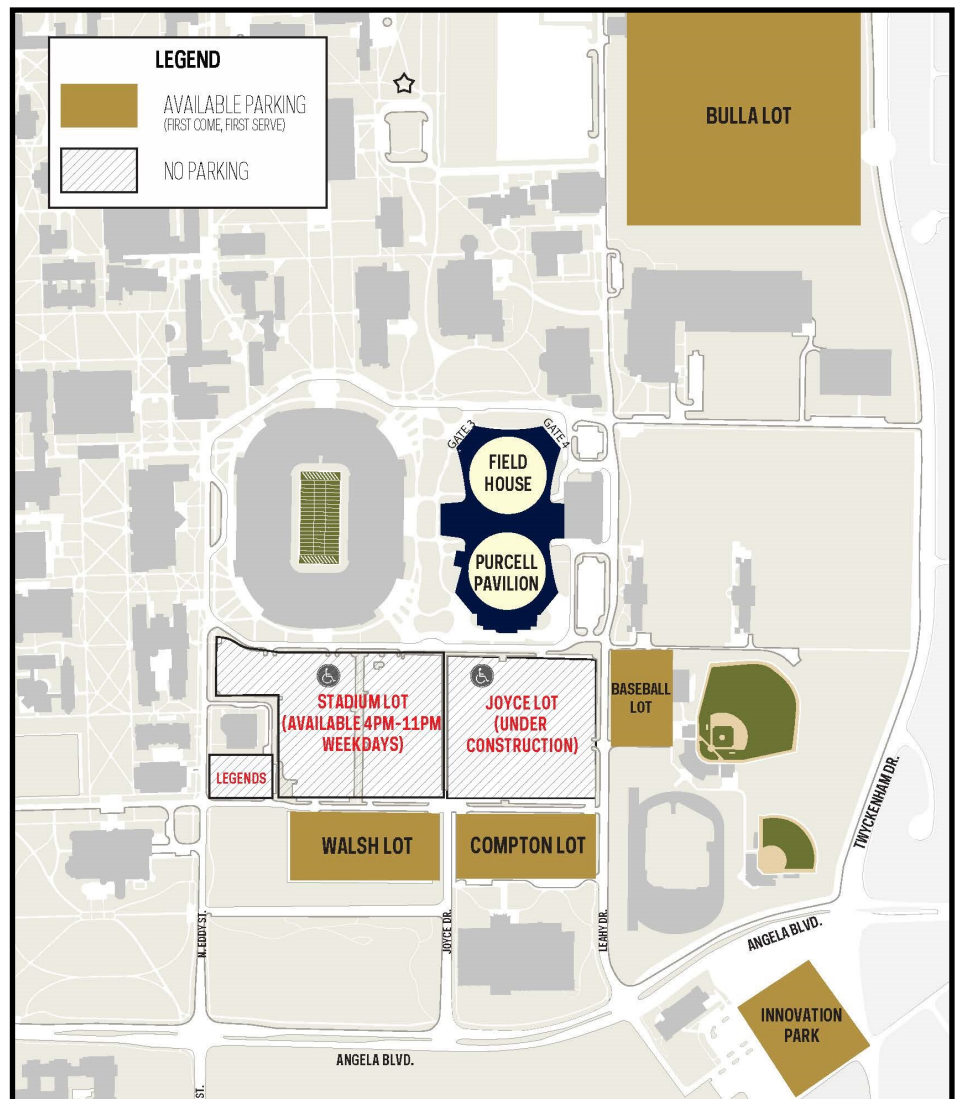 LEGEND
AVAILABLE PARKING
(FIRST COME, FIRST SERVE)
NO PARKING
BULLA LOT
GATE 3
GATE 4
FIELD
HOUSE
PURCELL
PAVILION
STADIUM LOT
(AVAILABLE 4PM-11PM
WEEKDAYS)
JOYCE LOT
(UNDER
CONSTRUCTION)
BASEBALL
LOT
LEGENDS
TWYCKENHAM DR.
WALSH LOT
COMPTON LOT
N. EDDY ST.
JOYCE DR.
LEAHY DR.
ANGELA BLVD.
INNOVATION
PARK
ANGELA BLVD.
ST.